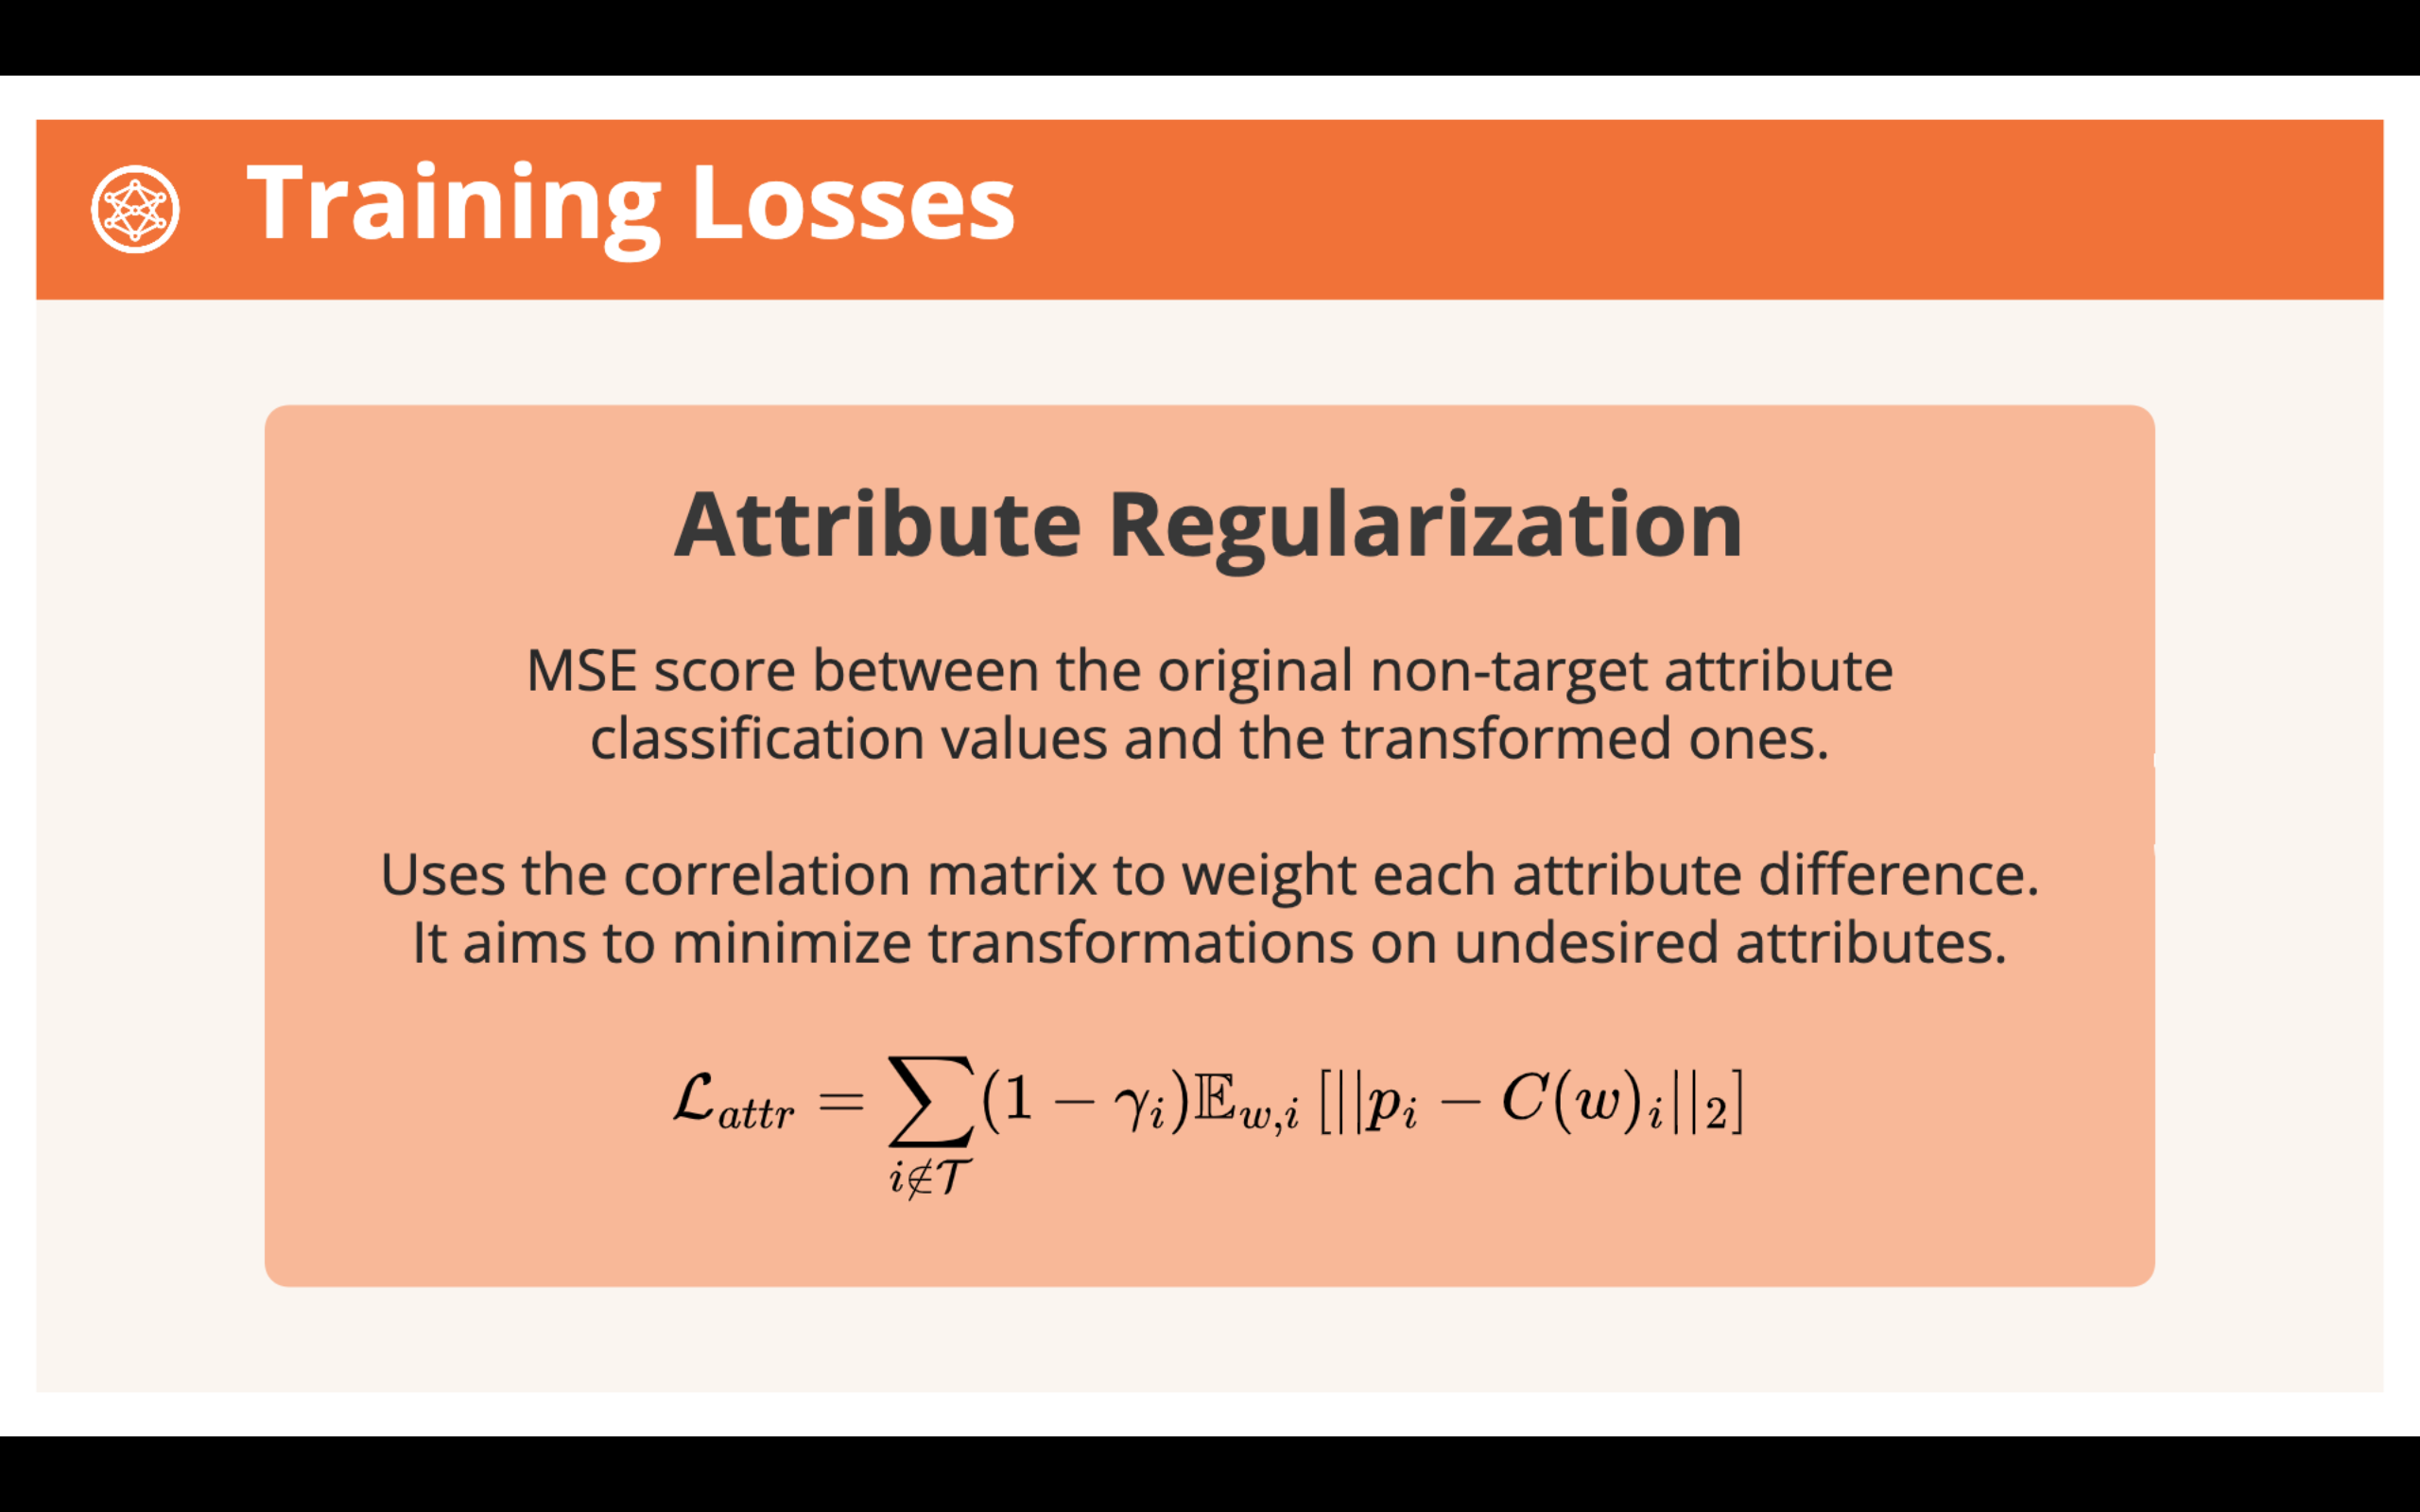 Training Losses
Attribute Regularization
MSE score between the original non-target attribute
classification values and the transformed ones.
Uses the correlation matrix to weight each attribute difference.
It aims to minimize transformations on undesired attributes.
$\mathcal{L}_{attr} = \sum_{i \notin \mathcal{T}} (1 - \gamma_i) \mathbb{E}_{w,i} [||p_i - C(w)_i||_2]$